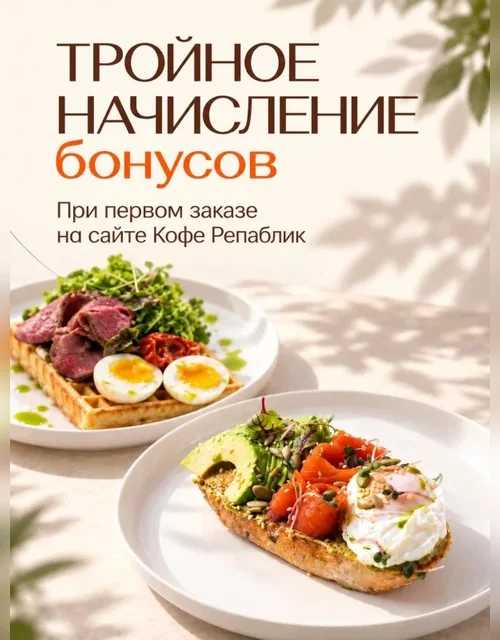 ТРОЙНОЕ
НАЧИСЛЕНИЕ
бонусов
При первом заказе
на сайте Кофе Репаблик